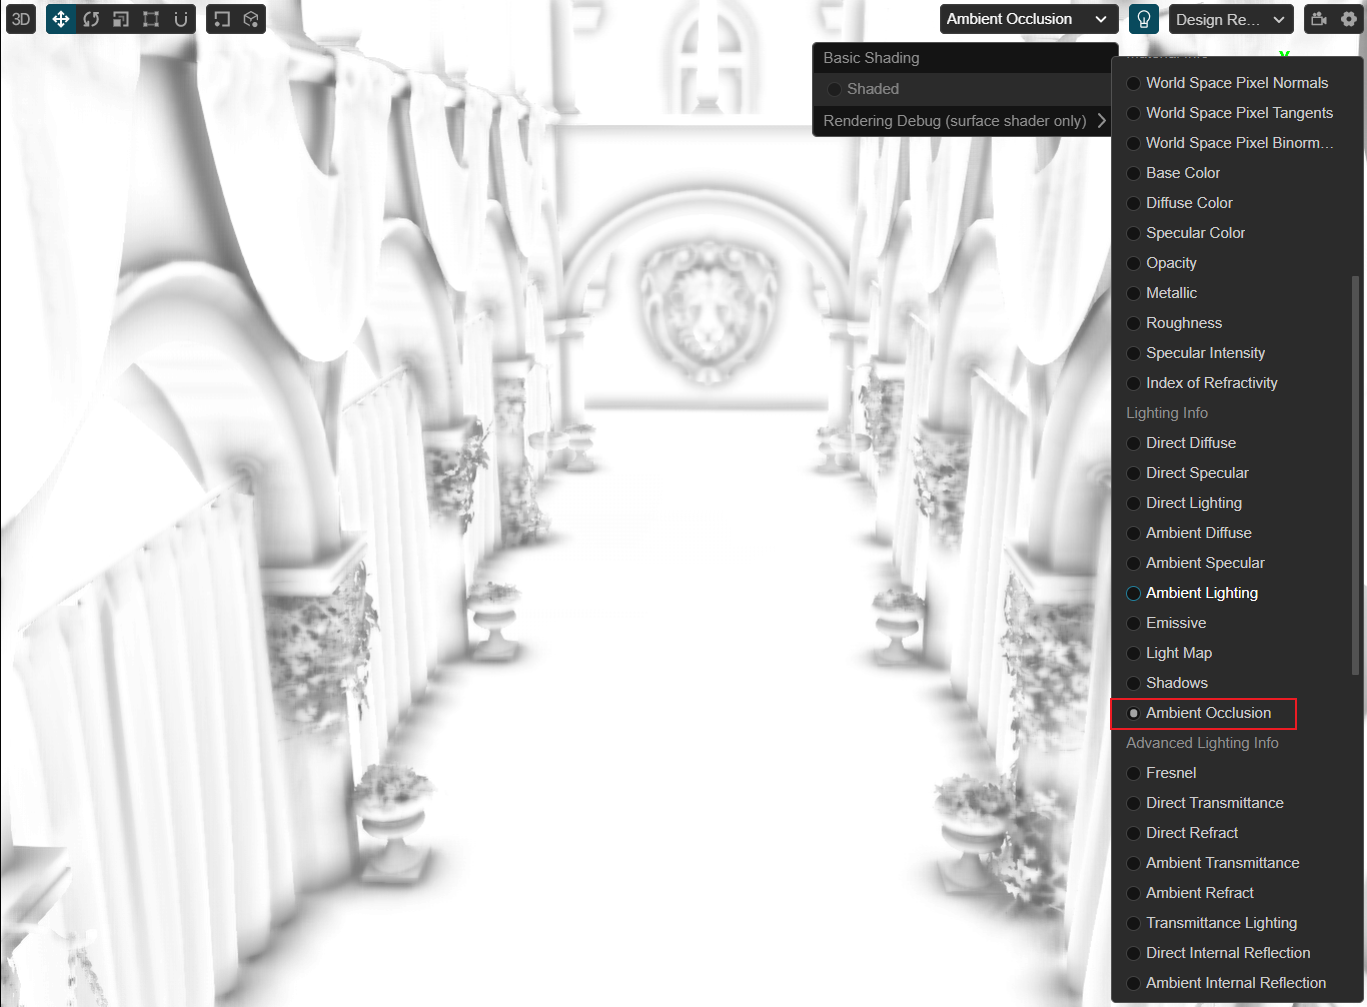 3D
Ambient Occlusion
Design Re...
Basic Shading
Shaded
Rendering Debug (surface shader only)
Y
Material Info
World Space Pixel Normals
World Space Pixel Tangents
World Space Pixel Binorm...
Base Color
Diffuse Color
Specular Color
Opacity
Metallic
Roughness
Specular Intensity
Index of Refractivity
Lighting Info
Direct Diffuse
Direct Specular
Direct Lighting
Ambient Diffuse
Ambient Specular
Ambient Lighting
Emissive
Light Map
Shadows
Ambient Occlusion
Advanced Lighting Info
Fresnel
Direct Transmittance
Direct Refract
Ambient Transmittance
Ambient Refract
Transmittance Lighting
Direct Internal Reflection
Ambient Internal Reflection